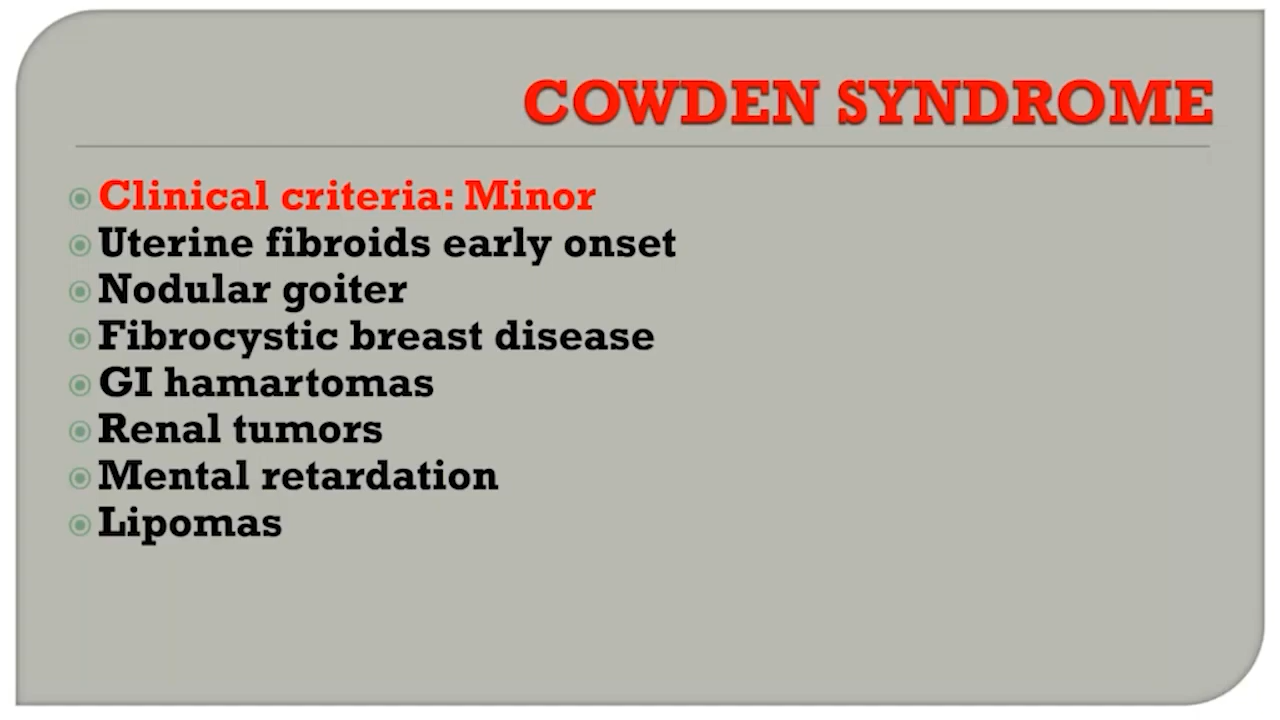 COWDEN SYNDROME
Clinical criteria: Minor
Uterine fibroids early onset
Nodular goiter
Fibrocystic breast disease
GI hamartomas
Renal tumors
Mental retardation
Lipomas